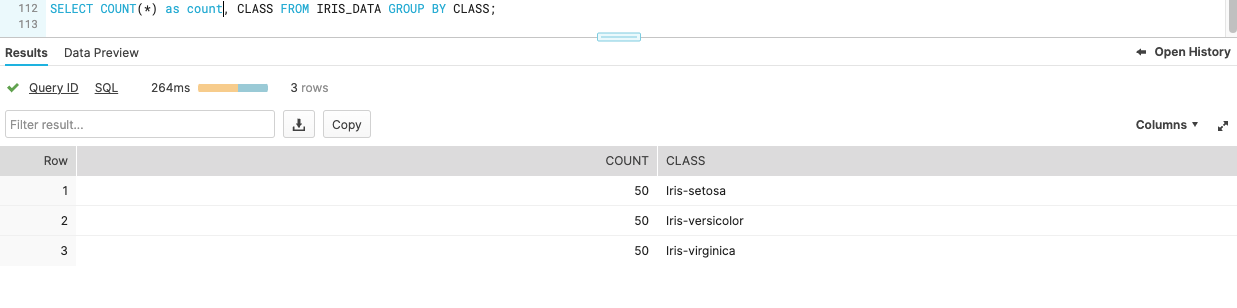 112 SELECT COUNT(*) as count, CLASS FROM IRIS_DATA GROUP BY CLASS;
113
Results Data Preview Open History
Query ID SQL 264ms 3 rows
Filter result... Copy Columns
Row COUNT CLASS
1 50 Iris-setosa
2 50 Iris-versicolor
3 50 Iris-virginica